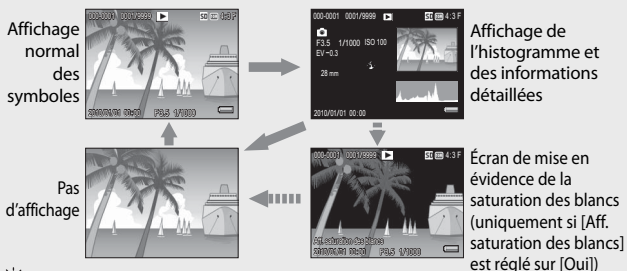 Affichage
normal
des
symboles
000-0001 0001/9999 4:3 F
2010/01/01 00:00 F3.5 1/1000
000-0001 0001/9999 4:3 F
F3.5 1/1000 ISO 100
EV −0.3
28 mm
2010/01/01 00:00
Affichage de
l'histogramme et
des informations
détaillées
Pas
d'affichage
000-0001 0001/9999 4:3 F
Aff. saturation des blancs
2010/01/01 00:00 F3.5 1/1000
Écran de mise en
évidence de la
saturation des blancs
(uniquement si [Aff.
saturation des blancs]
est réglé sur [Oui])